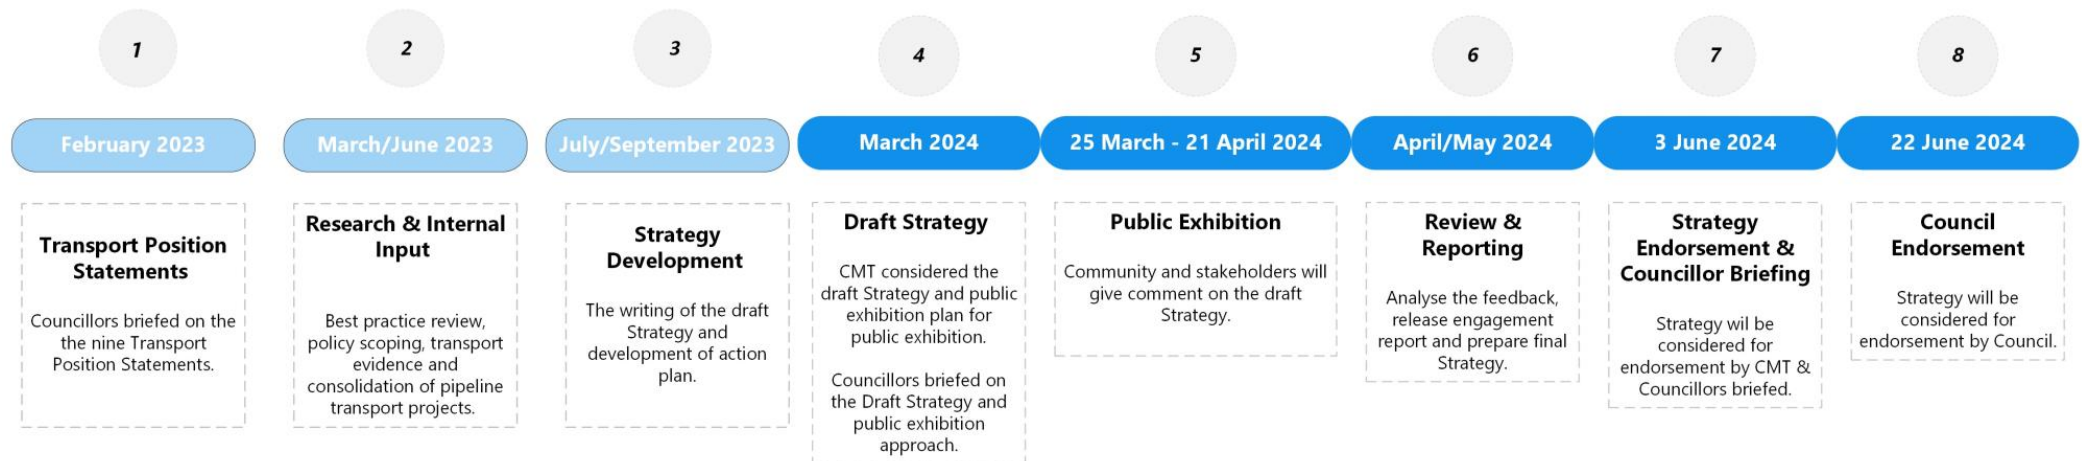 1
February 2023
Transport Position
Statements
Councillors briefed on the
the nine Transport
Position Statements.
2
March/June 2023
Research & Internal
Input
Best practice review,
policy scoping, transport
evidence and
consolidation of pipeline
transport projects.
3
July/September 2023
Strategy
Development
The writing of the draft
Strategy and
development of action
plan.
4
March 2024
Draft Strategy
CMT considered the
draft Strategy and public
exhibition plan for
public exhibition.
Councillors briefed on
the Draft Strategy and
public exhibition
approach.
5
25 March - 21 April 2024
Public Exhibition
Community and stakeholders will
give comment on the draft
Strategy.
6
April/May 2024
Review &
Reporting
Analyse the feedback,
release engagement
report and prepare final
Strategy.
7
3 June 2024
Strategy
Endorsement &
Councillor Briefing
Strategy wil be
considered for
endorsement by CMT &
Councillors briefed.
8
22 June 2024
Council
Endorsement
Strategy will be
considered for
endorsement by Council.